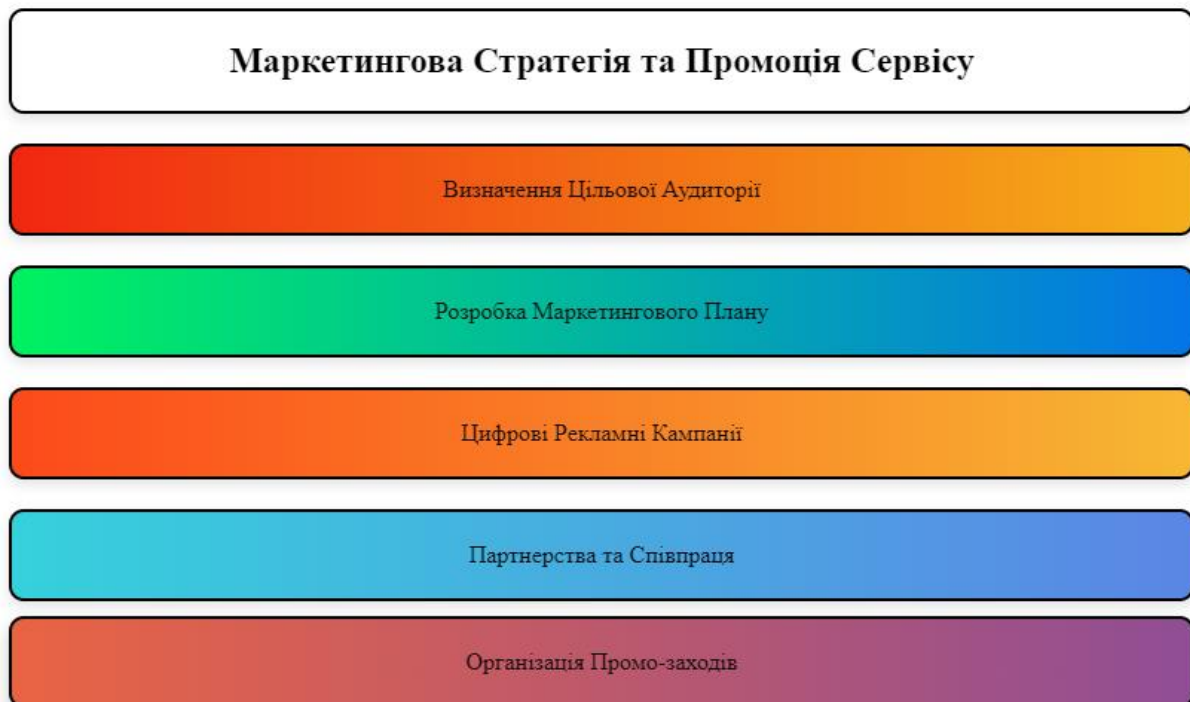 Маркетингова Стратегія та Промоція Сервісу
Визначення Цільової Аудиторії
Розробка Маркетингового Плану
Цифрові Рекламні Кампанії
Партнерства та Співпраця
Організація Промо-заходів